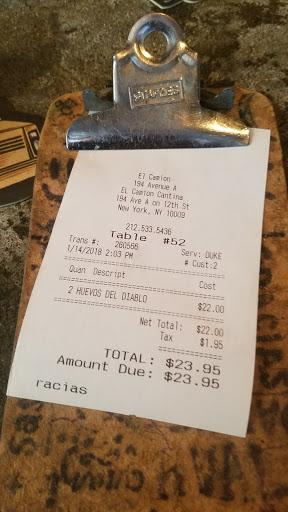 STAPLES
El Camion
194 Avenue A
EL Camion Cantina
194 Ave A on 12th St
New York, NY 10009
212.533.5436
Table #52
Trans #: 260566 Serv: DUKE
1/14/2018 2:03 PM # Cust:2
Quan Descript Cost
2 HUEVOS DEL DIABLO $22.00
Net Total: $22.00
Tax $1.95
TOTAL: $23.95
Amount Due: $23.95
racias